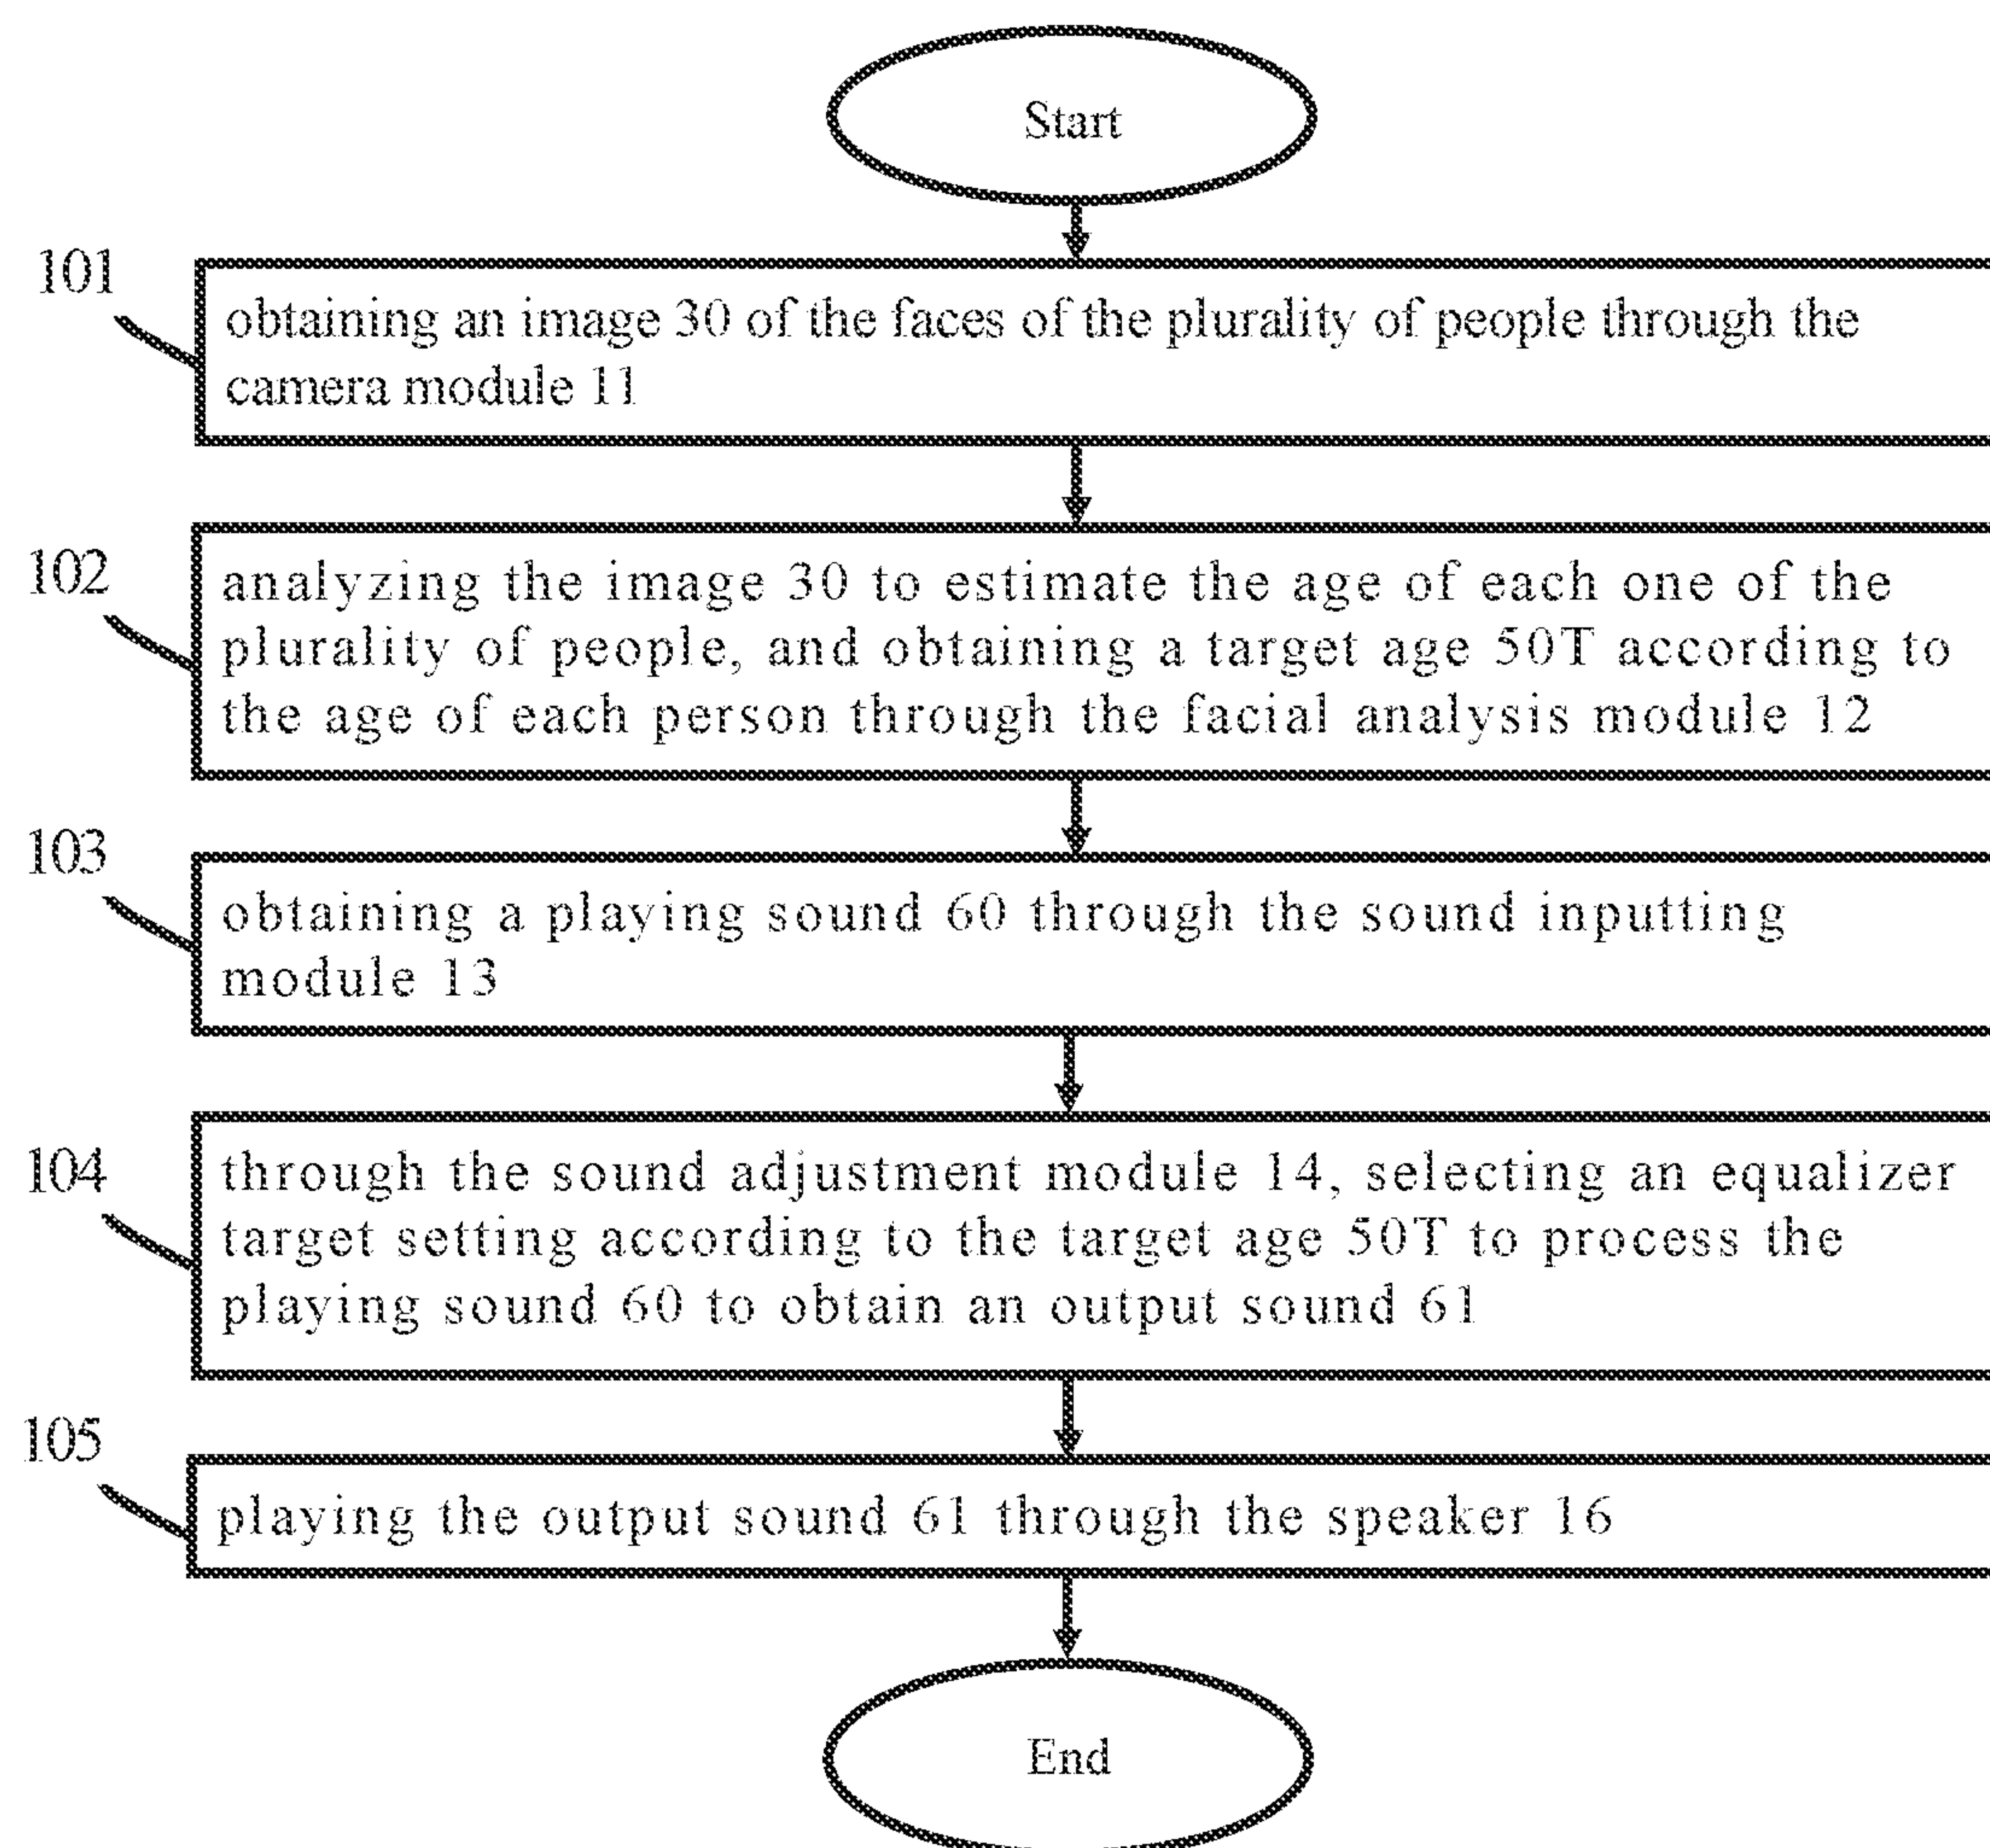 Start
101
obtaining an image 30 of the faces of the plurality of people through the
camera module 11
102
analyzing the image 30 to estimate the age of each one of the
plurality of people, and obtaining a target age 50T according to
the age of each person through the facial analysis module 12
103
obtaining a playing sound 60 through the sound inputting
module 13
104
through the sound adjustment module 14, selecting an equalizer
target setting according to the target age 50T to process the
playing sound 60 to obtain an output sound 61
105
playing the output sound 61 through the speaker 16
End